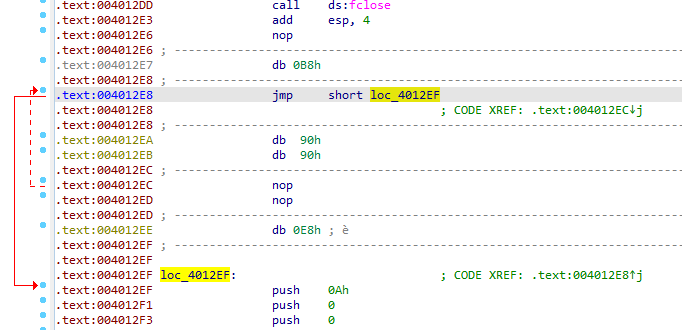 .text:004012DD call ds:fclose
.text:004012E3 add esp, 4
.text:004012E6 nop
.text:004012E6 ; ---------------------------------------------------------------------------
.text:004012E7 db 0B8h
.text:004012E8 ; ---------------------------------------------------------------------------
.text:004012E8 jmp short loc_4012EF
.text:004012E8 ; CODE XREF: .text:004012EC↓j
.text:004012E8 ; ---------------------------------------------------------------------------
.text:004012EA db 90h
.text:004012EB db 90h
.text:004012EC ; ---------------------------------------------------------------------------
.text:004012EC nop
.text:004012ED nop
.text:004012ED ; ---------------------------------------------------------------------------
.text:004012EE db 0E8h ; è
.text:004012EF ; ---------------------------------------------------------------------------
.text:004012EF
.text:004012EF loc_4012EF: ; CODE XREF: .text:004012E8↑j
.text:004012EF push 0Ah
.text:004012F1 push 0
.text:004012F3 push 0